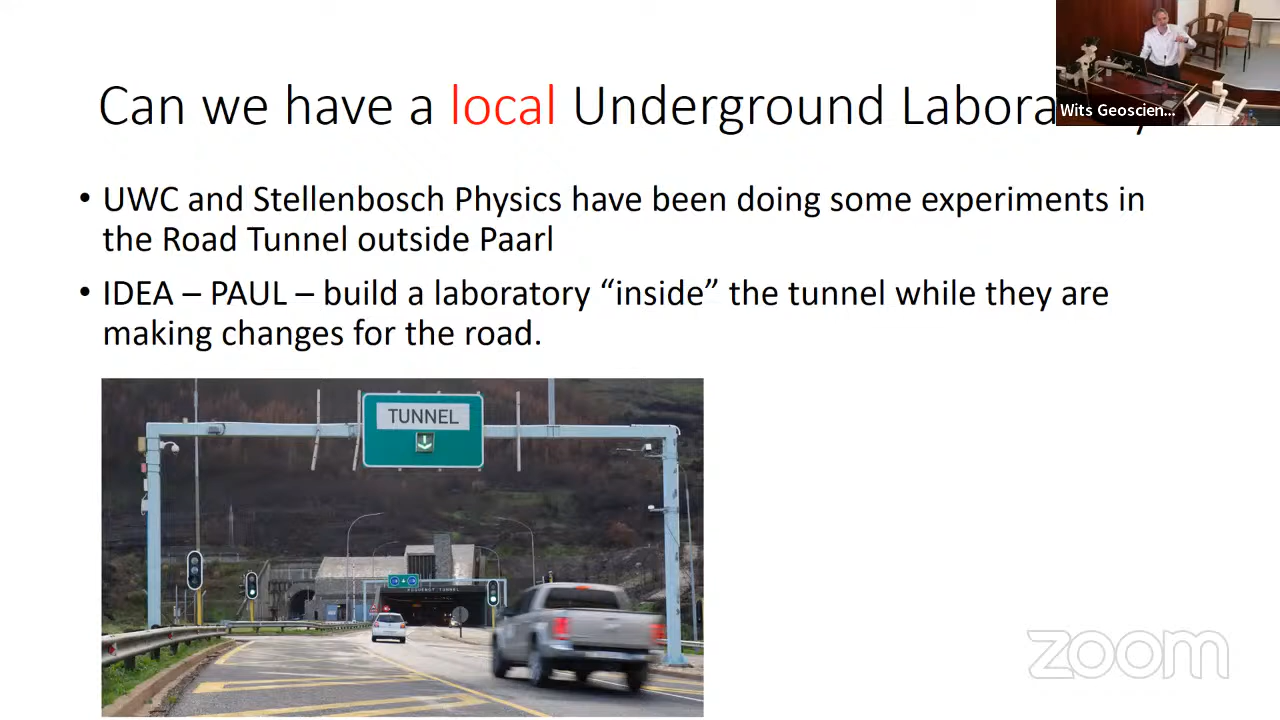 Can we have a local Underground Labora
Wits Geoscien...
• UWC and Stellenbosch Physics have been doing some experiments in
the Road Tunnel outside Paarl
• IDEA – PAUL – build a laboratory “inside” the tunnel while they are
making changes for the road.
TUNNEL
HUGUENOT TUNNEL
zoom